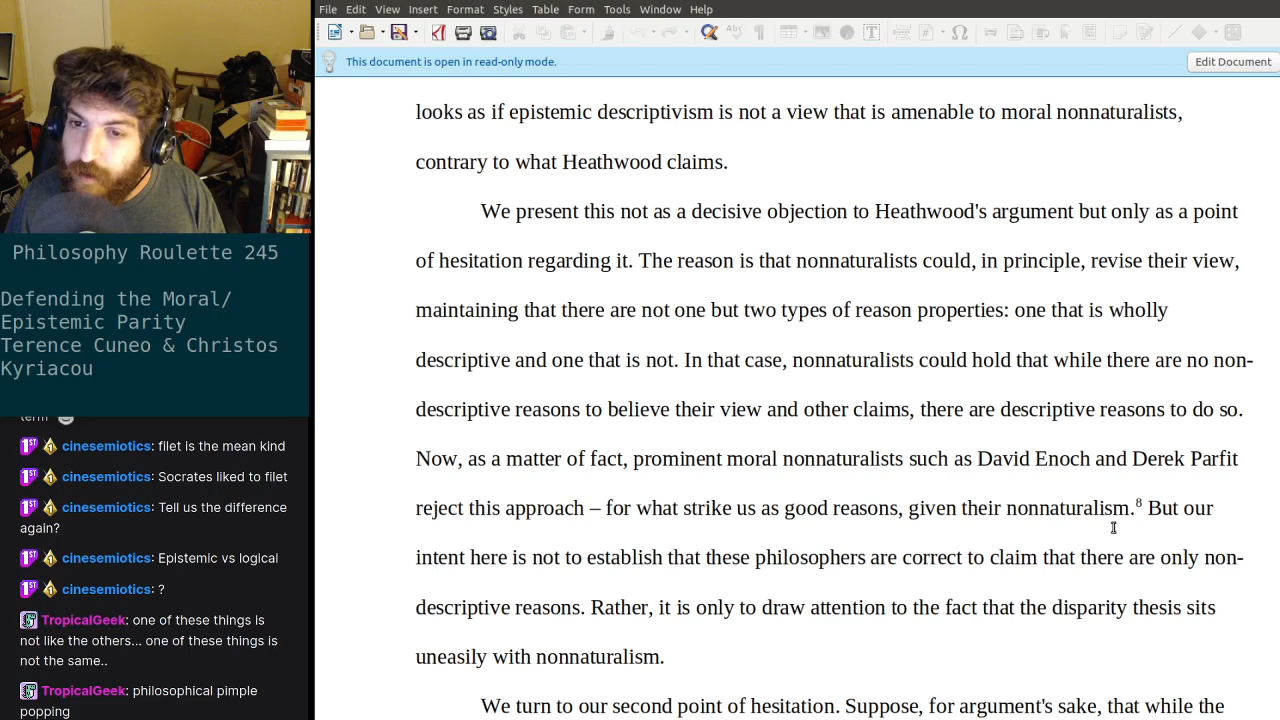 File Edit View Insert Format Styles Table Form Tools Window Help
This document is open in read-only mode.
Edit Document
looks as if epistemic descriptivism is not a view that is amenable to moral nonnaturalists,
contrary to what Heathwood claims.
We present this not as a decisive objection to Heathwood's argument but only as a point
of hesitation regarding it. The reason is that nonnaturalists could, in principle, revise their view,
maintaining that there are not one but two types of reason properties: one that is wholly
descriptive and one that is not. In that case, nonnaturalists could hold that while there are no non-
descriptive reasons to believe their view and other claims, there are descriptive reasons to do so.
Now, as a matter of fact, prominent moral nonnaturalists such as David Enoch and Derek Parfit
reject this approach – for what strike us as good reasons, given their nonnaturalism.8 But our
intent here is not to establish that these philosophers are correct to claim that there are only non-
descriptive reasons. Rather, it is only to draw attention to the fact that the disparity thesis sits
uneasily with nonnaturalism.
We turn to our second point of hesitation. Suppose, for argument's sake, that while the
Philosophy Roulette 245
Defending the Moral/
Epistemic Parity
Terence Cuneo & Christos
Kyriacou
term
cinesemiotics: filet is the mean kind
cinesemiotics: Socrates liked to filet
cinesemiotics: Tell us the difference
again?
cinesemiotics: Epistemic vs logical
cinesemiotics: ?
TropicalGeek: one of these things is
not like the others... one of these things is
not the same..
TropicalGeek: philosophical pimple
popping